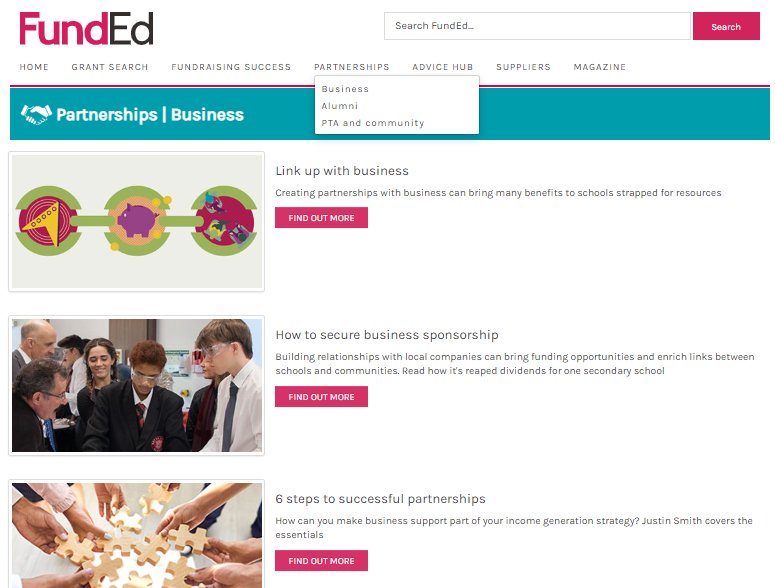 FundEd
Search FundEd...
Search
HOME GRANT SEARCH FUNDRAISING SUCCESS PARTNERSHIPS ADVICE HUB SUPPLIERS MAGAZINE
Business
Alumni
PTA and community
Partnerships | Business
Link up with business
Creating partnerships with business can bring many benefits to schools strapped for resources
FIND OUT MORE
How to secure business sponsorship
Building relationships with local companies can bring funding opportunities and enrich links between
schools and communities. Read how it's reaped dividends for one secondary school
FIND OUT MORE
6 steps to successful partnerships
How can you make business support part of your income generation strategy? Justin Smith covers the
essentials
FIND OUT MORE